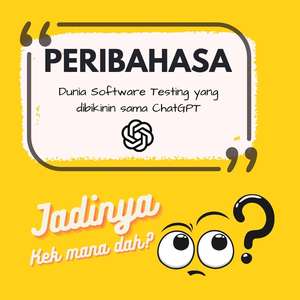 PERIBAHASA
Dunia Software Testing yang
dibikinin sama ChatGPT
Jadinya
Kek mana dah?
?